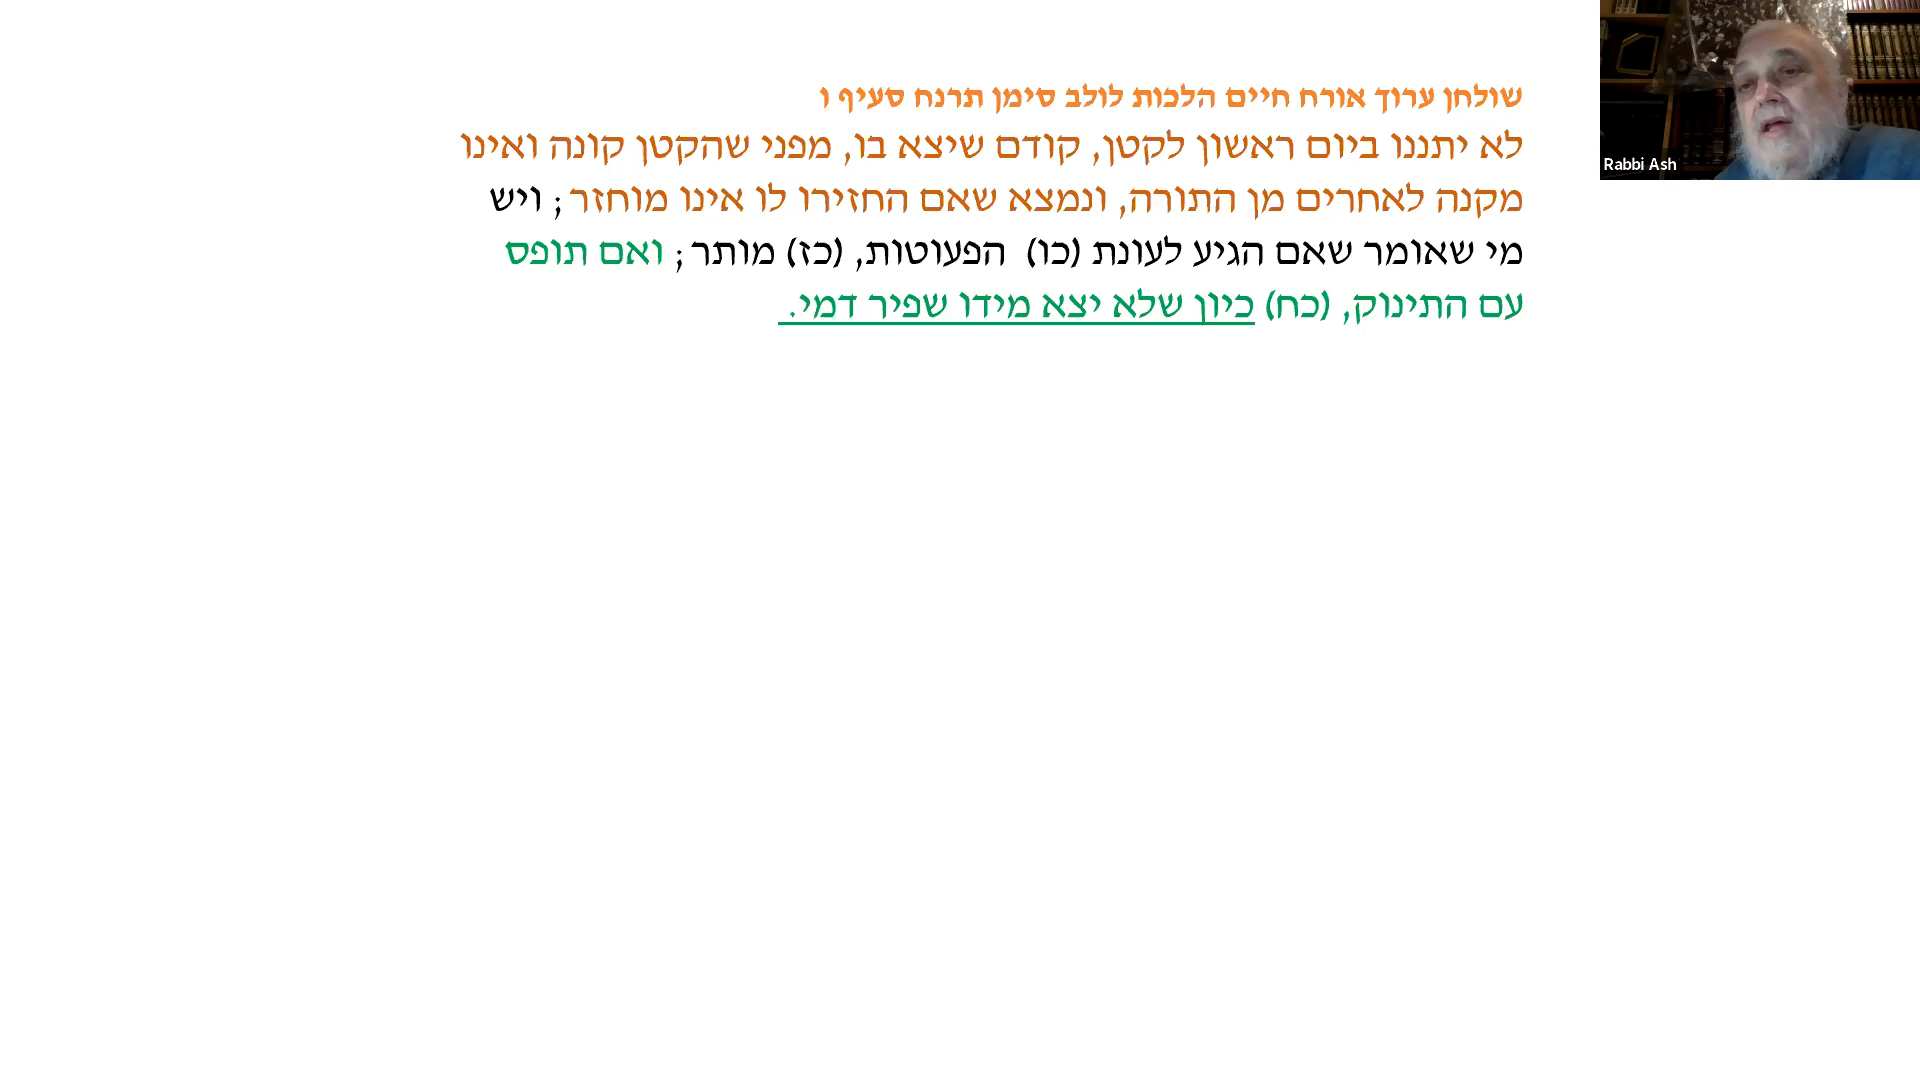 שולחן ערוך אורח חיים הלכות לולב סימן תרנח סעיף ו
לא יתננו ביום ראשון לקטן, קודם שיצא בו, מפני שהקטן קונה ואינו
מקנה לאחרים מן התורה, ונמצא שאם החזירו לו אינו מוחזר; ויש
מי שאומר שאם הגיע לעונת (כו) הפעוטות, (כז) מותר; ואם תופס
עם התינוק, (כח) כיון שלא יצא מידו שפיר דמי.
Rabbi Ash